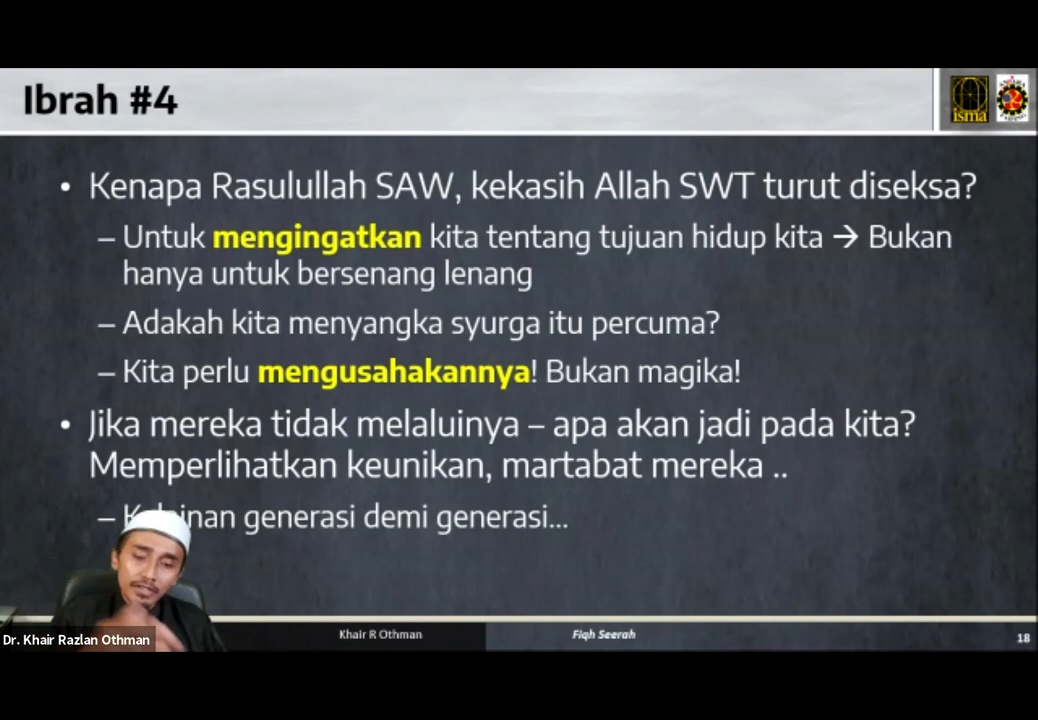 Ibrah #4
isma
• Kenapa Rasulullah SAW, kekasih Allah SWT turut diseksa?
– Untuk mengingatkan kita tentang tujuan hidup kita → Bukan
hanya untuk bersenang lenang
– Adakah kita menyangka syurga itu percuma?
– Kita perlu mengusahakannya! Bukan magika!
• Jika mereka tidak melaluinya – apa akan jadi pada kita?
Memperlihatkan keunikan, martabat mereka ..
– generasi demi generasi...
Dr. Khair Razlan Othman
Khair R Othman
Fiqh Seerah
18